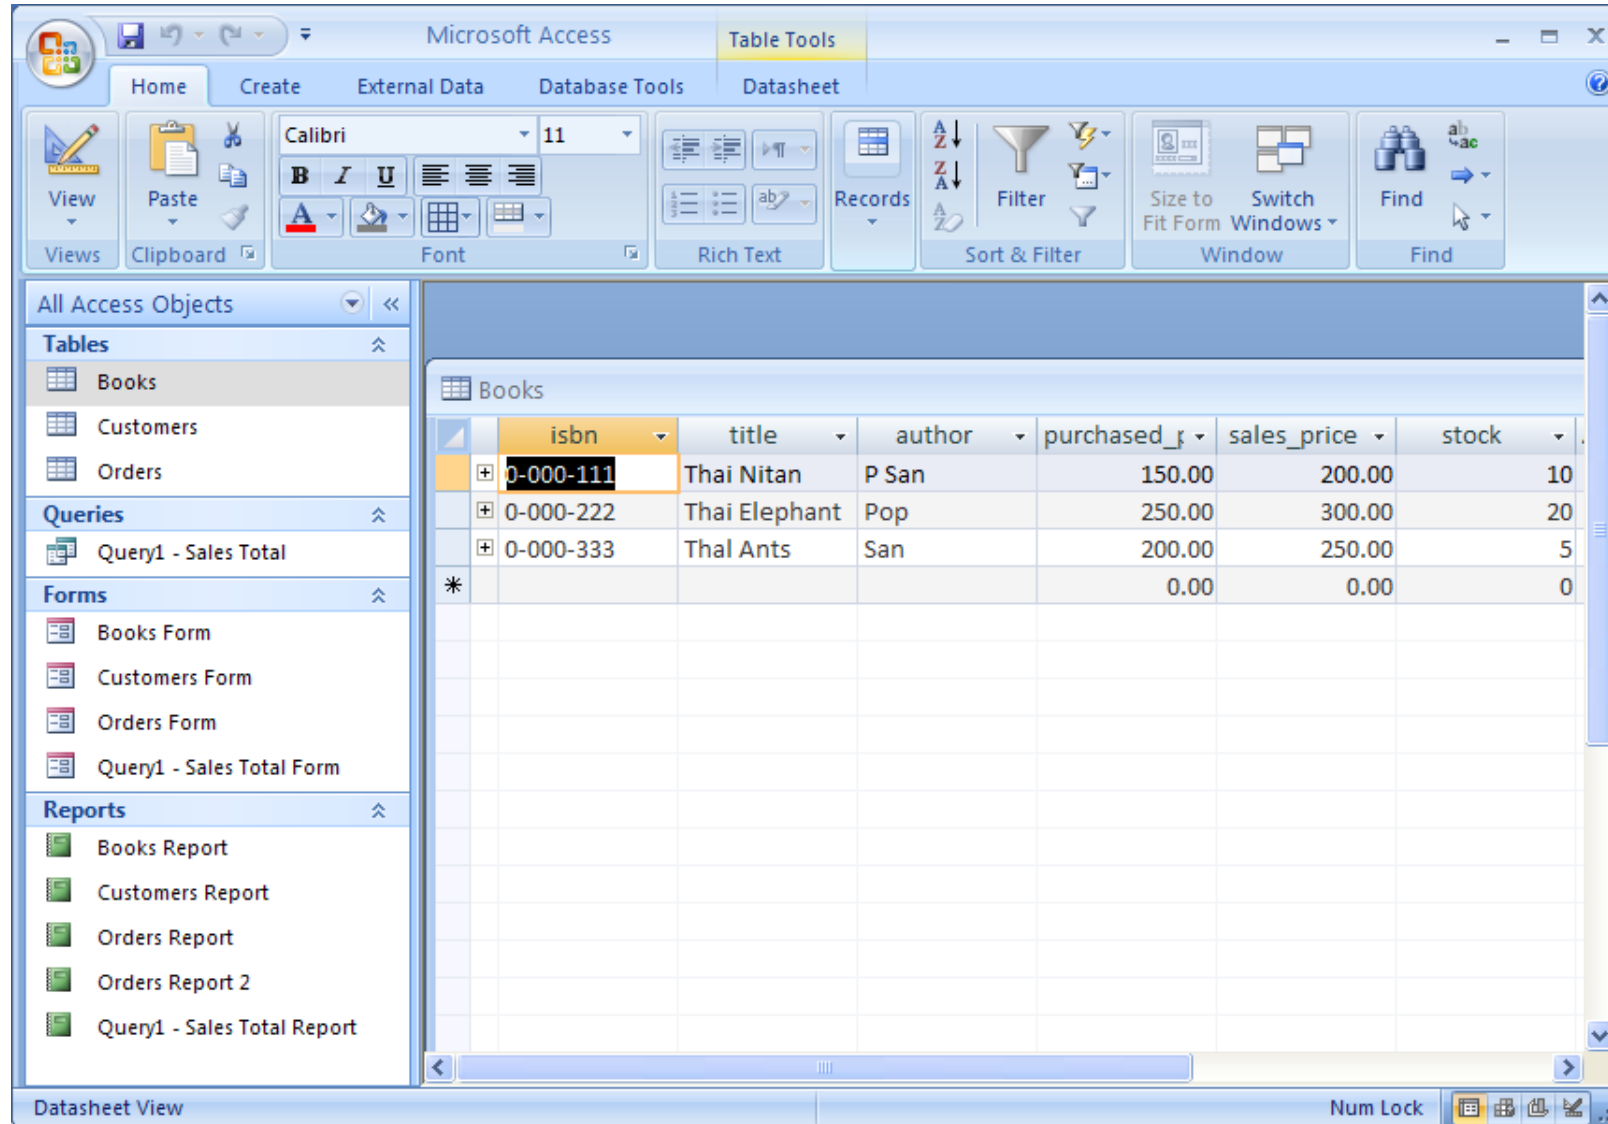 Microsoft Access
Table Tools
Home Create External Data Database Tools Datasheet
Calibri 11
B I U
View Paste Records Filter Size to Fit Form Switch Windows Find
Views Clipboard Font Rich Text Sort & Filter Window Find
All Access Objects
Tables
Books
Customers
Orders
Queries
Query1 - Sales Total
Forms
Books Form
Customers Form
Orders Form
Query1 - Sales Total Form
Reports
Books Report
Customers Report
Orders Report
Orders Report 2
Query1 - Sales Total Report
Books
isbn title author purchased_p sales_price stock
0-000-111 Thai Nitan P San 150.00 200.00 10
0-000-222 Thai Elephant Pop 250.00 300.00 20
0-000-333 Thal Ants San 200.00 250.00 5
0.00 0.00 0
Datasheet View Num Lock